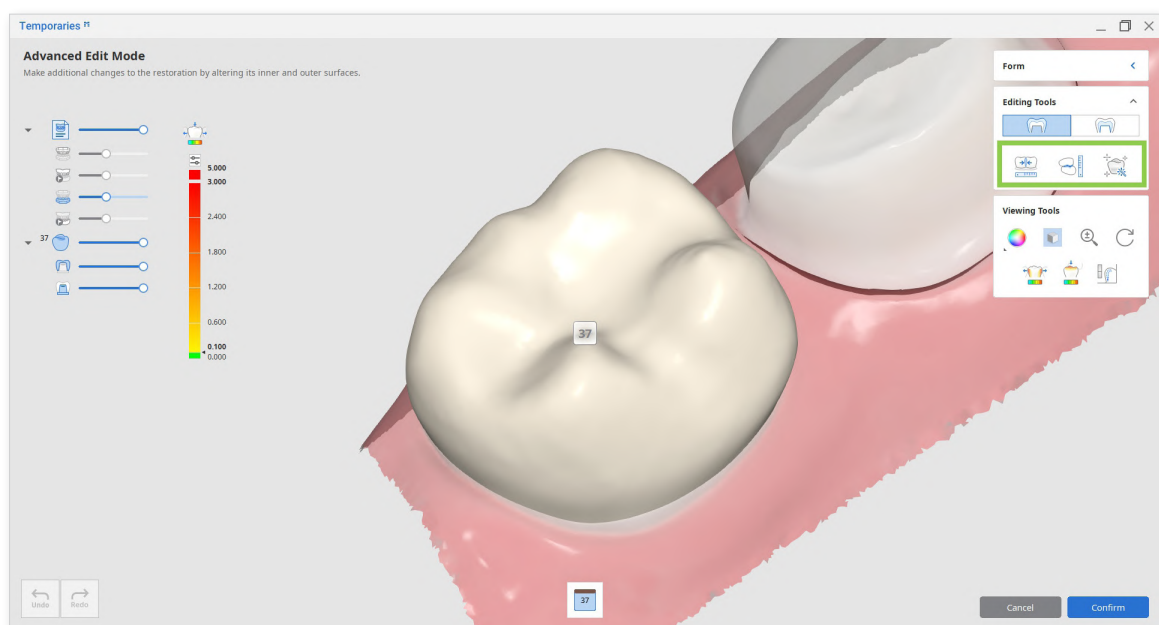 Temporaries
Advanced Edit Mode
Make additional changes to the restoration by altering its inner and outer surfaces.
Form
Editing Tools
5.000
3.000
2.400
1.800
1.200
0.600
0.100
0.000
37
Viewing Tools
37
37
Undo
Redo
Cancel
Confirm